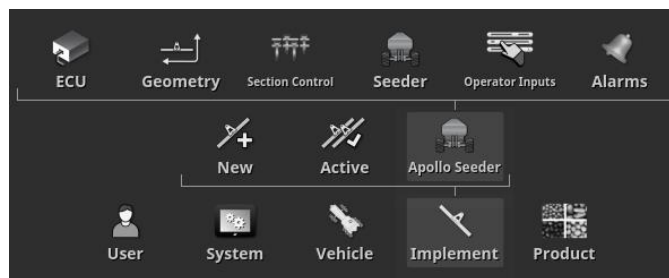 ECU Geometry Section Control Seeder Operator Inputs Alarms
New Active Apollo Seeder
User System Vehicle Implement Product